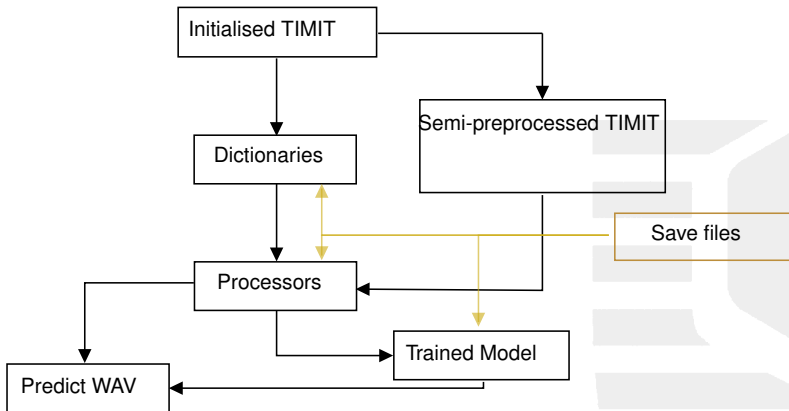 Initialised TIMIT
Semi-preprocessed TIMIT
Dictionaries
Save files
Processors
Trained Model
Predict WAV